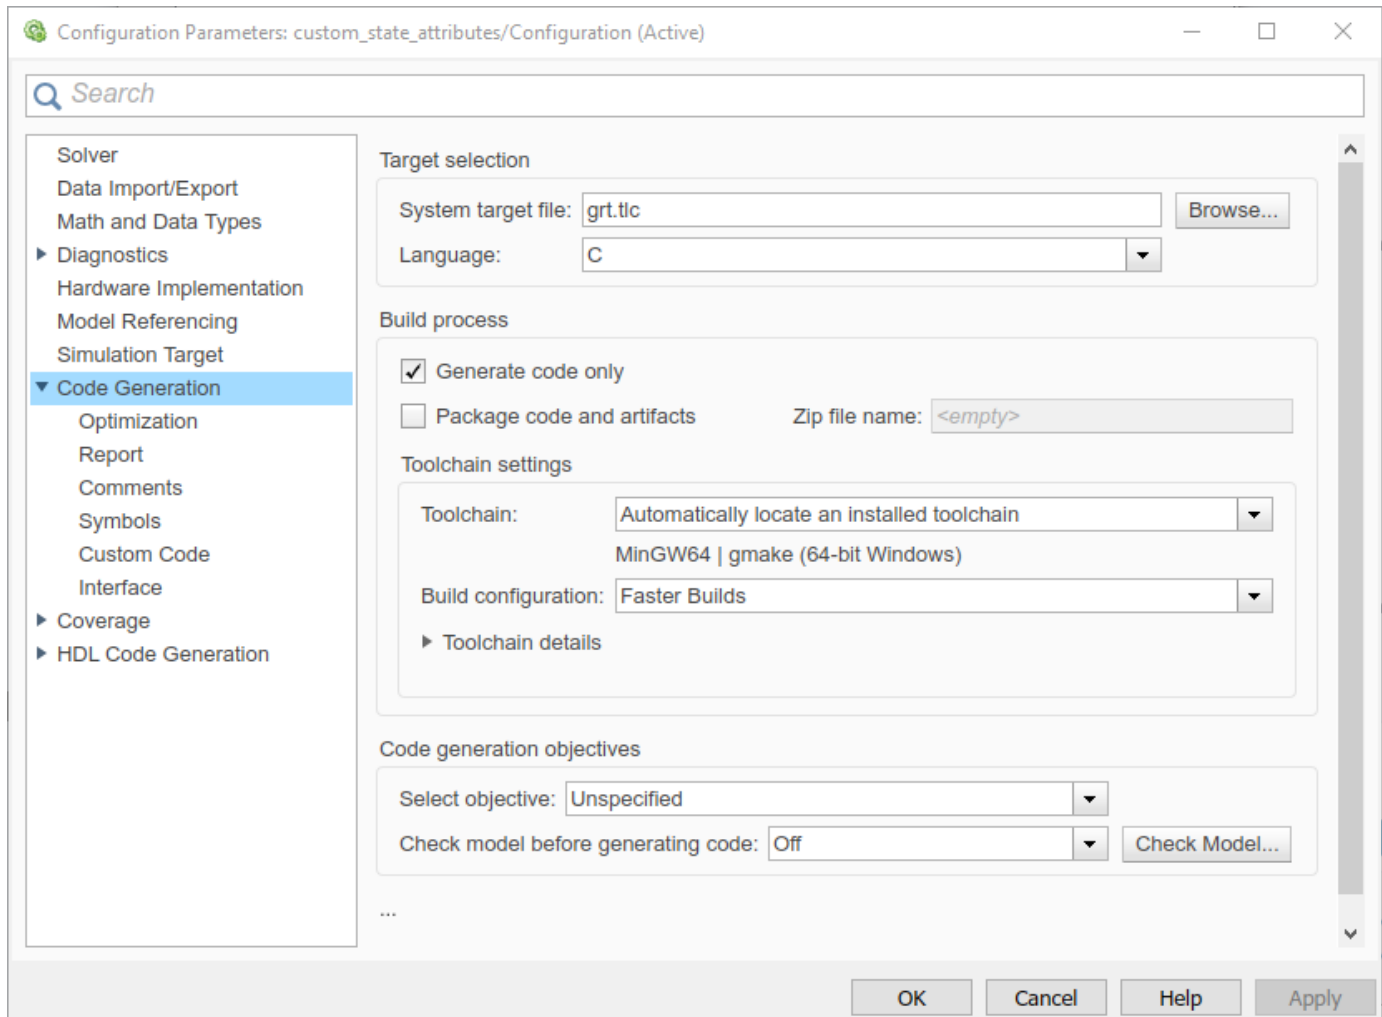 Configuration Parameters: custom_state_attributes/Configuration (Active)
Search
Solver
Data Import/Export
Math and Data Types
Diagnostics
Hardware Implementation
Model Referencing
Simulation Target
Code Generation
Optimization
Report
Comments
Symbols
Custom Code
Interface
Coverage
HDL Code Generation
Target selection
System target file: grt.tlc Browse...
Language: C
Build process
Generate code only
Package code and artifacts Zip file name: <empty>
Toolchain settings
Toolchain: Automatically locate an installed toolchain
MinGW64 | gmake (64-bit Windows)
Build configuration: Faster Builds
Toolchain details
Code generation objectives
Select objective: Unspecified
Check model before generating code: Off Check Model...
...
OK Cancel Help Apply